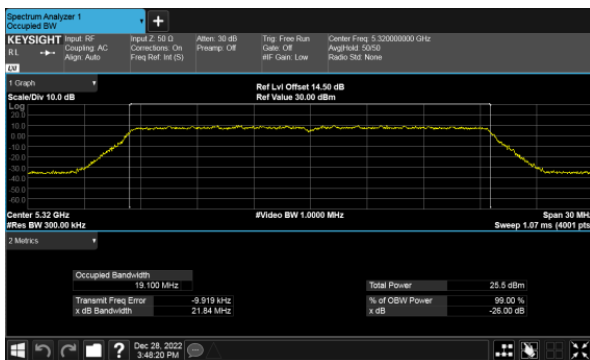 Spectrum Analyzer 1
Occupied BW
+
KEYSIGHT Input: RF Input Z: 50 Ω Atten: 30 dB Trig: Free Run Center Freq: 5.320000000 GHz
RL Coupling: AC Corrections: On Preamp: Off Gate: Off Avg|Hold: 50/50
Align: Auto Freq Ref: Int (S) #IF Gain: Low Radio Std: None
LXI
1 Graph Ref Lvl Offset 14.50 dB
Scale/Div 10.0 dB Ref Value 30.00 dBm
Log
20.0
10.0
0.00
-10.0
-20.0
-30.0
-40.0
-50.0
-60.0
Center 5.32 GHz #Video BW 1.0000 MHz Span 30 MHz
#Res BW 300.00 kHz Sweep 1.07 ms (4001 pts)
2 Metrics
Occupied Bandwidth
19.100 MHz Total Power 25.5 dBm
Transmit Freq Error -9.919 kHz % of OBW Power 99.00 %
x dB Bandwidth 21.84 MHz x dB -26.00 dB
?
Dec 28, 2022
3:48:20 PM